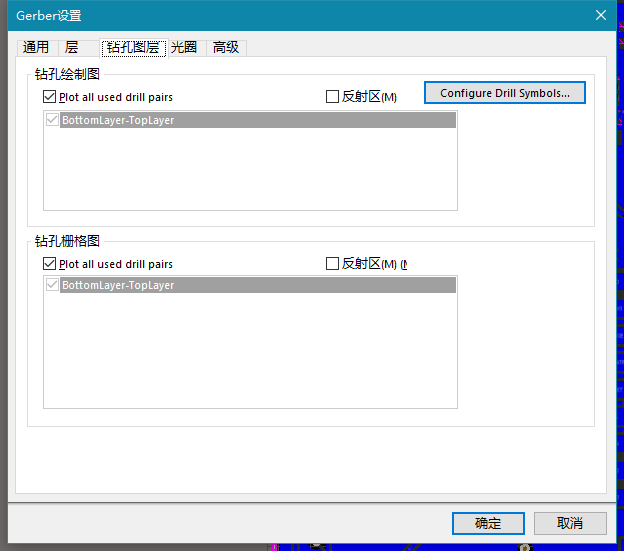 Gerber设置
通用 层 钻孔图层 光圈 高级
钻孔绘制图
Plot all used drill pairs 反射区(M) Configure Drill Symbols...
BottomLayer-TopLayer
钻孔栅格图
Plot all used drill pairs 反射区(M) (
BottomLayer-TopLayer
确定 取消